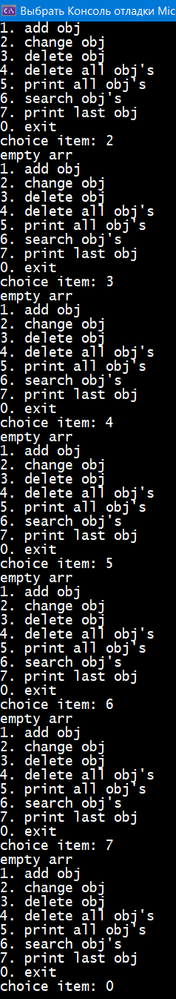 Выбрать Консоль отладки Mic
1. add obj
2. change obj
3. delete obj
4. delete all obj's
5. print all obj's
6. search obj's
7. print last obj
0. exit
choice item: 2
empty arr
1. add obj
2. change obj
3. delete obj
4. delete all obj's
5. print all obj's
6. search obj's
7. print last obj
0. exit
choice item: 3
empty arr
1. add obj
2. change obj
3. delete obj
4. delete all obj's
5. print all obj's
6. search obj's
7. print last obj
0. exit
choice item: 4
empty arr
1. add obj
2. change obj
3. delete obj
4. delete all obj's
5. print all obj's
6. search obj's
7. print last obj
0. exit
choice item: 5
empty arr
1. add obj
2. change obj
3. delete obj
4. delete all obj's
5. print all obj's
6. search obj's
7. print last obj
0. exit
choice item: 6
empty arr
1. add obj
2. change obj
3. delete obj
4. delete all obj's
5. print all obj's
6. search obj's
7. print last obj
0. exit
choice item: 7
empty arr
1. add obj
2. change obj
3. delete obj
4. delete all obj's
5. print all obj's
6. search obj's
7. print last obj
0. exit
choice item: 0